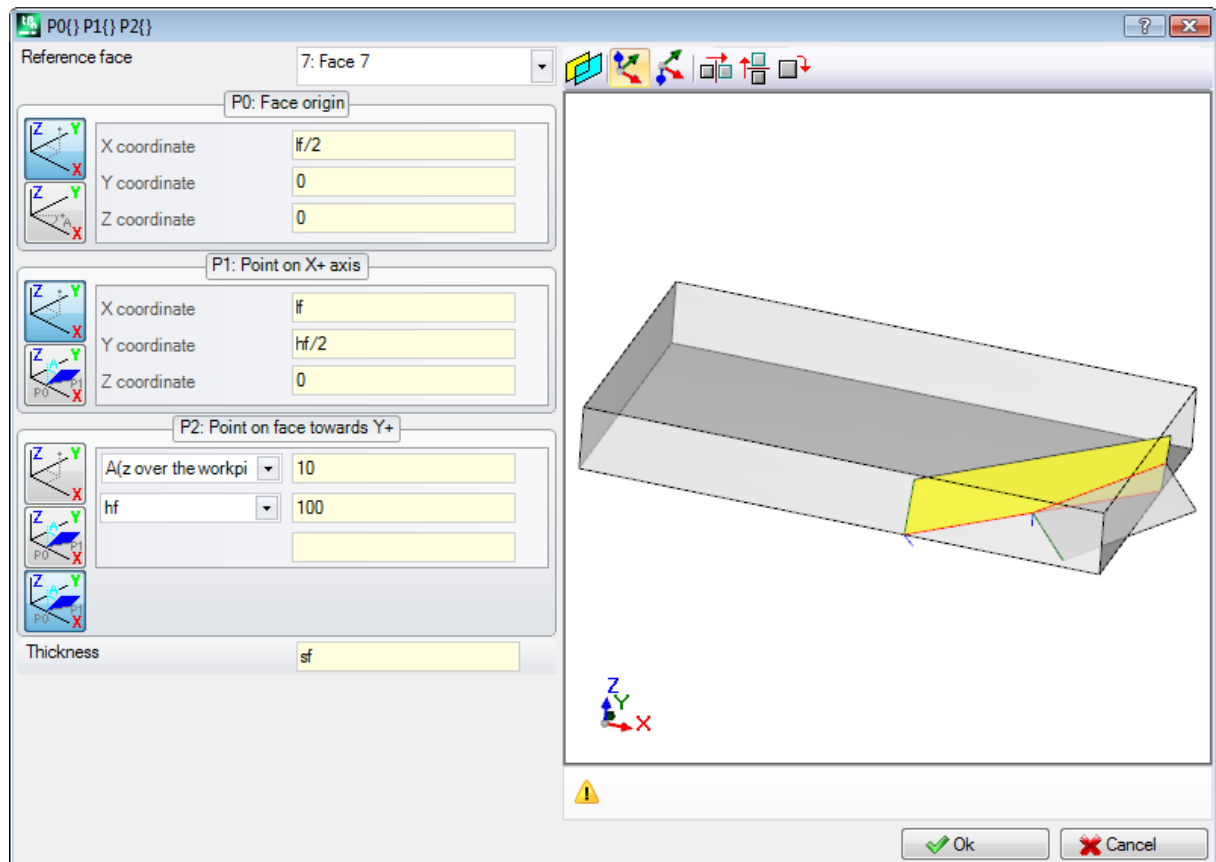 P0{} P1{} P2{}
Reference face
7: Face 7
P0: Face origin
X coordinate
lf/2
Y coordinate
0
Z coordinate
0
P1: Point on X+ axis
X coordinate
lf
Y coordinate
hf/2
Z coordinate
0
P2: Point on face towards Y+
A(z over the workpi
10
hf
100
Thickness
sf
Z
Y
X
Ok
Cancel